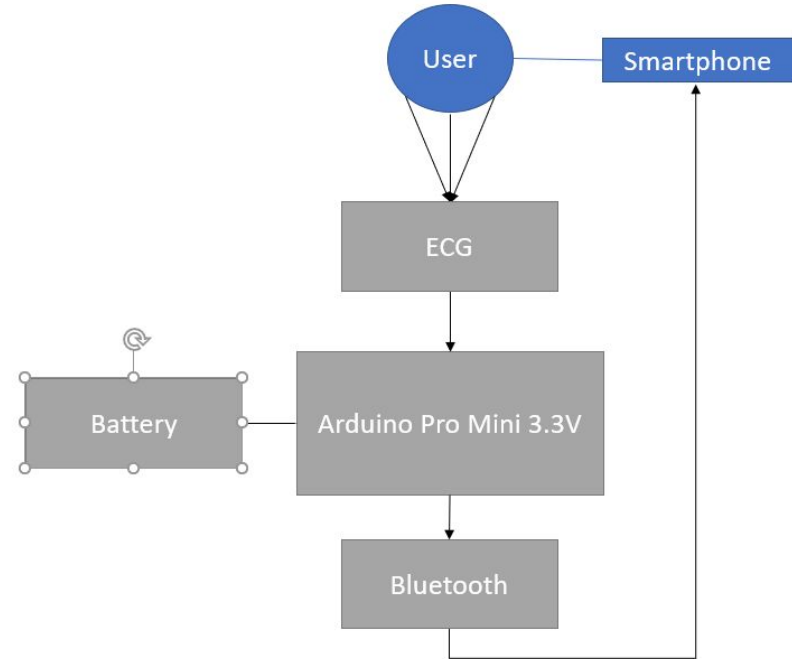 User
Smartphone
ECG
Battery
Arduino Pro Mini 3.3V
Bluetooth